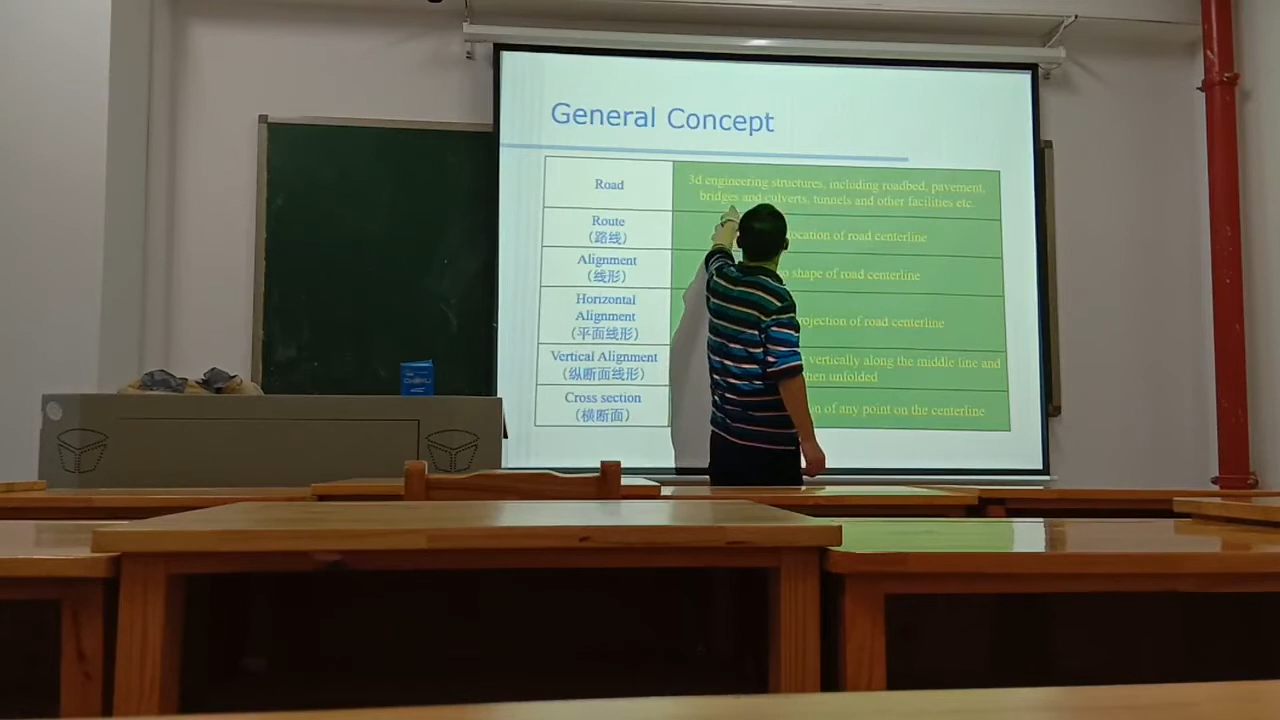 General Concept
Road
3d engineering structures, including roadbed, pavement,
bridges and culverts, tunnels and other facilities etc.
Route
（路线）
location of road centerline
Alignment
（线形）
shape of road centerline
Horizontal
Alignment
（平面线形）
rojection of road centerline
Vertical Alignment
（纵断面线形）
vertically along the middle line and
hen unfolded
Cross section
（横断面）
on of any point on the centerline